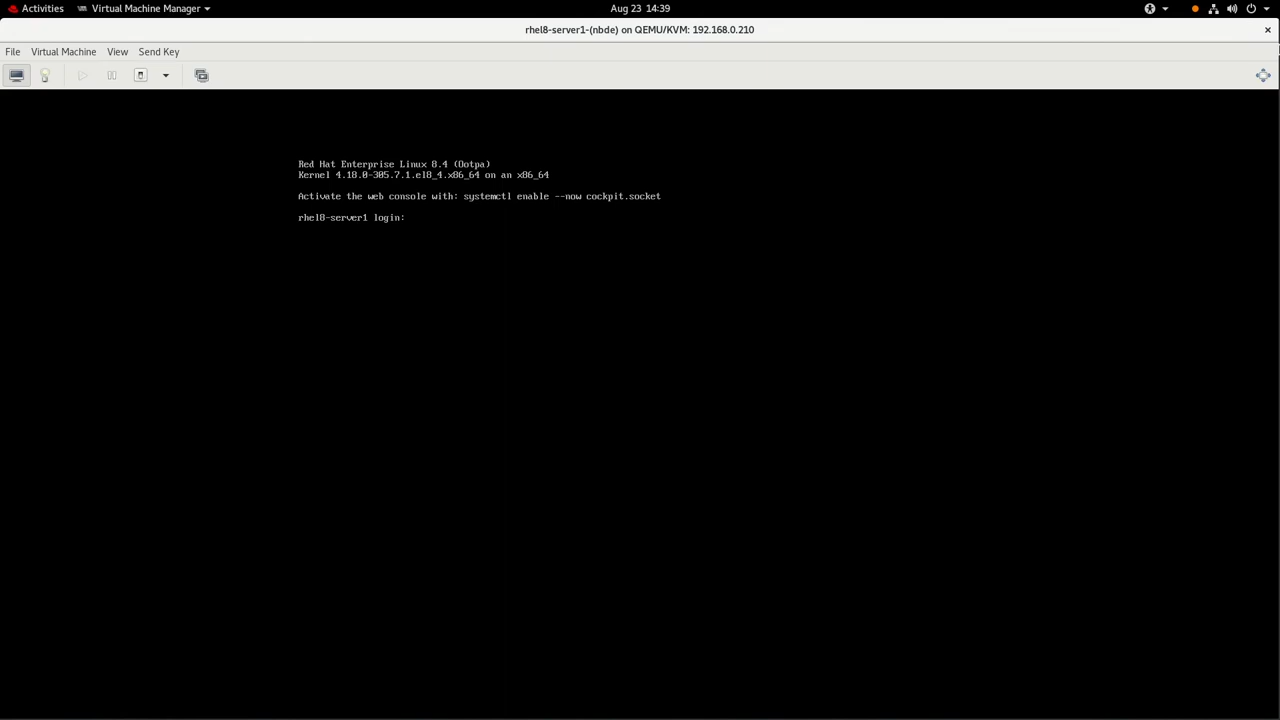 Activities Virtual Machine Manager Aug 23 14:39
rhel8-server1-(nbde) on QEMU/KVM: 192.168.0.210
File Virtual Machine View Send Key
Red Hat Enterprise Linux 8.4 (Ootpa)
Kernel 4.18.0-305.7.1.el8_4.x86_64 on an x86_64
Activate the web console with: systemctl enable --now cockpit.socket
rhel8-server1 login: